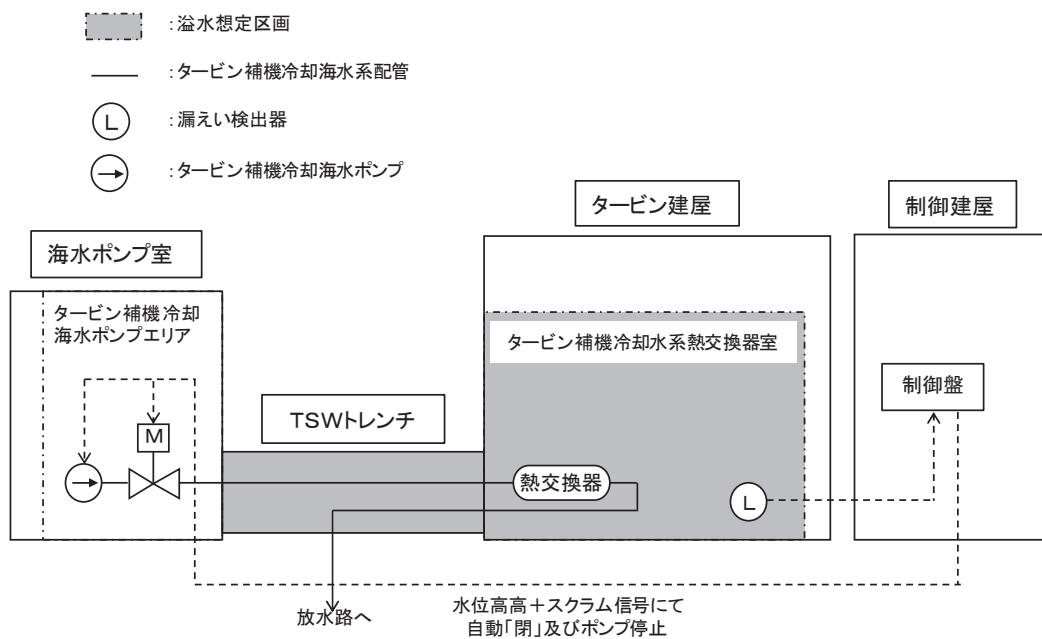 :溢水想定区画
:タービン補機冷却海水系配管
L
:漏えい検出器
:タービン補機冷却海水ポンプ
タービン建屋
制御建屋
海水ポンプ室
タービン補機冷却
海水ポンプエリア
タービン補機冷却水系熱交換器室
制御盤
TSWトレンチ
M
熱交換器
L
放水路へ
水位高高+スクラム信号にて
自動「閉」及びポンプ停止